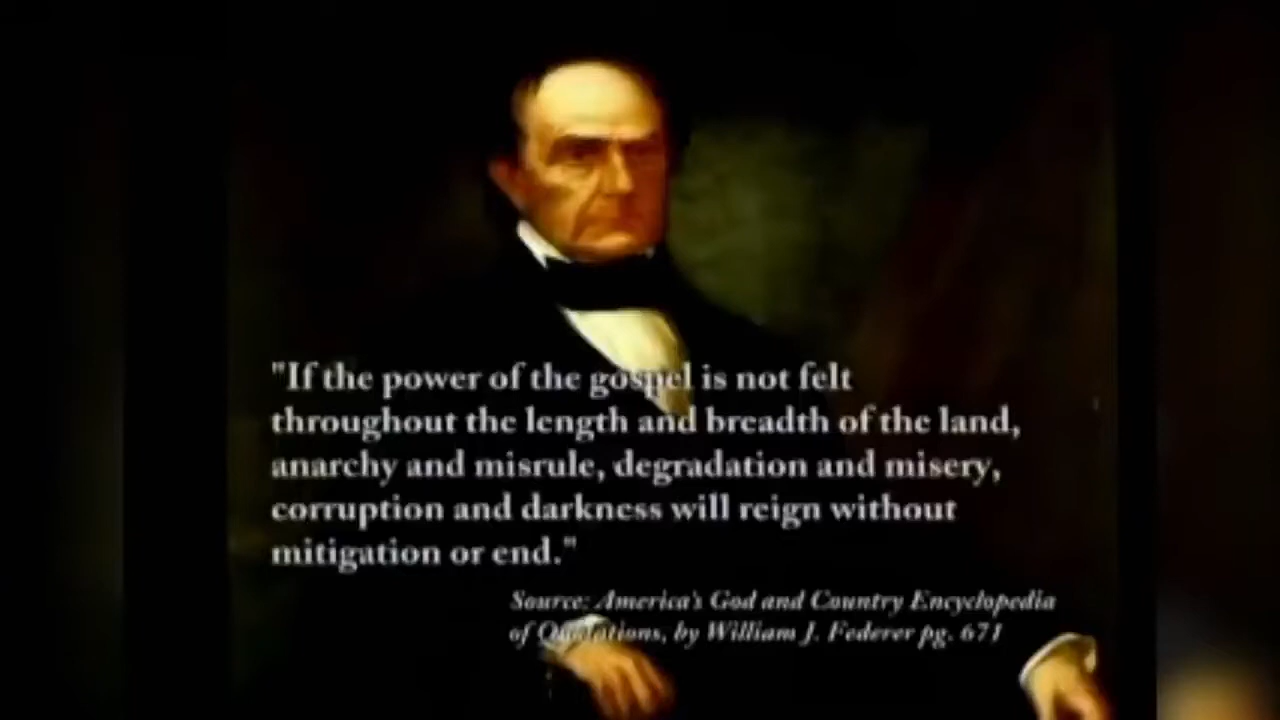 "If the power of the gospel is not felt
throughout the length and breadth of the land,
anarchy and misrule, degradation and misery,
corruption and darkness will reign without
mitigation or end."
Source: America's God and Country Encyclopedia
of Quotations, by William J. Federer pg. 671